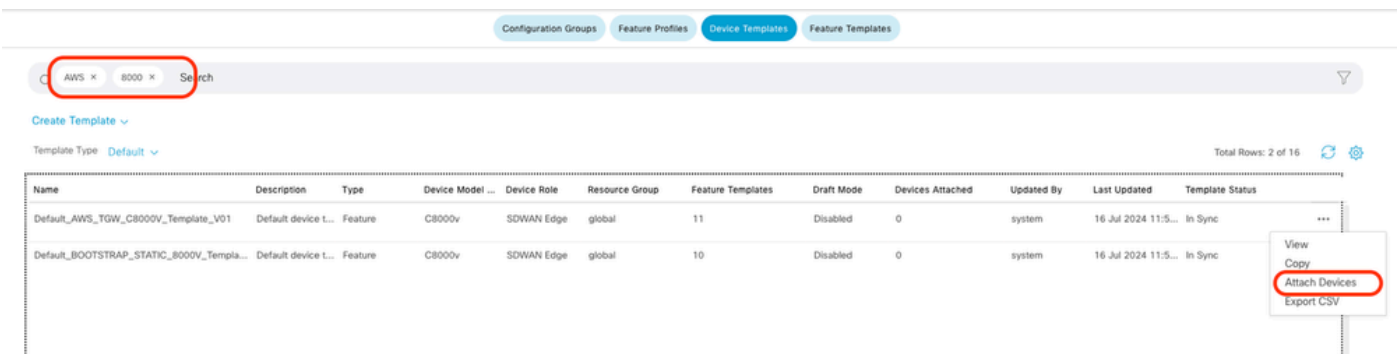 Configuration Groups Feature Profiles Device Templates Feature Templates
AWS × 8000 × Search
Create Template
Template Type Default
Total Rows: 2 of 16
Name Description Type Device Model ... Device Role Resource Group Feature Templates Draft Mode Devices Attached Updated By Last Updated Template Status
Default_AWS_TGW_C8000V_Template_V01 Default device t... Feature C8000v SDWAN Edge global 11 Disabled 0 system 16 Jul 2024 11:5... In Sync ...
Default_BOOTSTRAP_STATIC_8000V_Templa... Default device t... Feature C8000v SDWAN Edge global 10 Disabled 0 system 16 Jul 2024 11:5... In Sync
View
Copy
Attach Devices
Export CSV